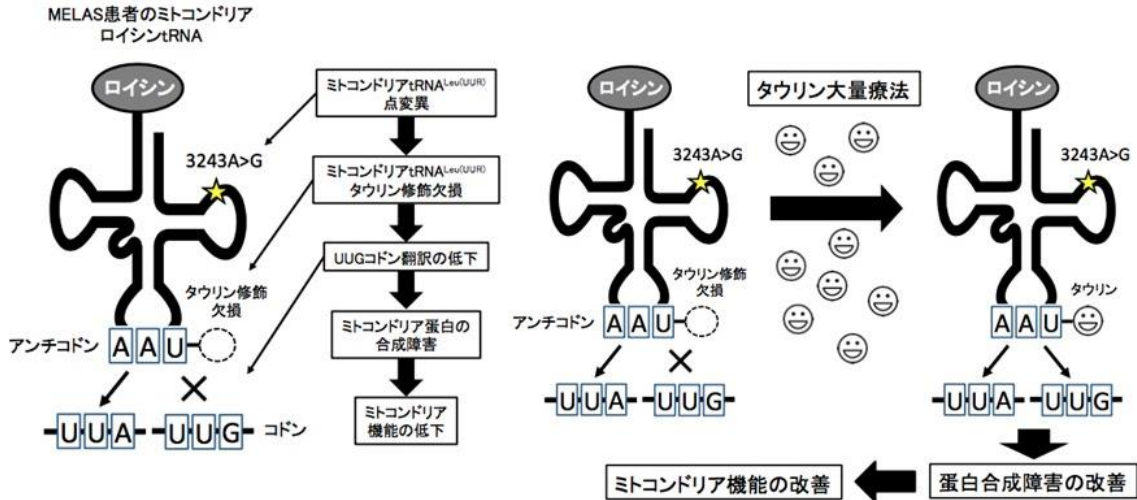 MELAS患者のミトコンドリア
ロイシンtRNA
ロイシン
3243A>G
タウリン修飾
欠損
アンチコドン
A A U
U U A U U G コドン
ミトコンドリアtRNA^Leu(UUR)
点変異
ミトコンドリアtRNA^Leu(UUR)
タウリン修飾欠損
UUGコドン翻訳の低下
ミトコンドリア蛋白の
合成障害
ミトコンドリア
機能の低下
ロイシン
3243A>G
タウリン修飾
欠損
アンチコドン
A A U
U U A U U G
タウリン大量療法
ロイシン
3243A>G
タウリン
A A U
U U A U U G
蛋白合成障害の改善
ミトコンドリア機能の改善